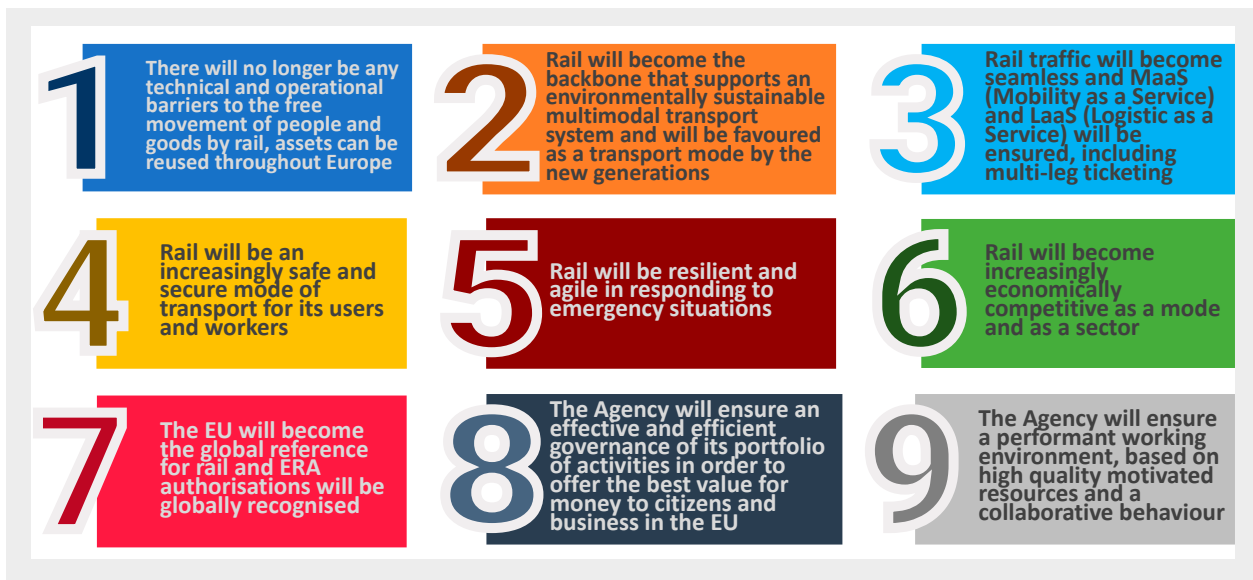 1
There will no longer be any
technical and operational
barriers to the free
movement of people and
goods by rail, assets can be
reused throughout Europe
2
Rail will become the
backbone that supports an
environmentally sustainable
multimodal transport
system and will be favoured
as a transport mode by the
new generations
3
Rail traffic will become
seamless and MaaS
(Mobility as a Service)
and LaaS (Logistic as a
Service) will be
ensured, including
multi-leg ticketing
4
Rail will be an
increasingly safe and
secure mode of
transport for its users
and workers
5
Rail will be resilient and
agile in responding to
emergency situations
6
Rail will become
increasingly
economically
competitive as a mode
and as a sector
7
The EU will become
the global reference
for rail and ERA
authorisations will be
globally recognised
8
The Agency will ensure an
effective and efficient
governance of its portfolio
of activities in order to
offer the best value for
money to citizens and
business in the EU
9
The Agency will ensure
a performant working
environment, based on
high quality motivated
resources and a
collaborative behaviour